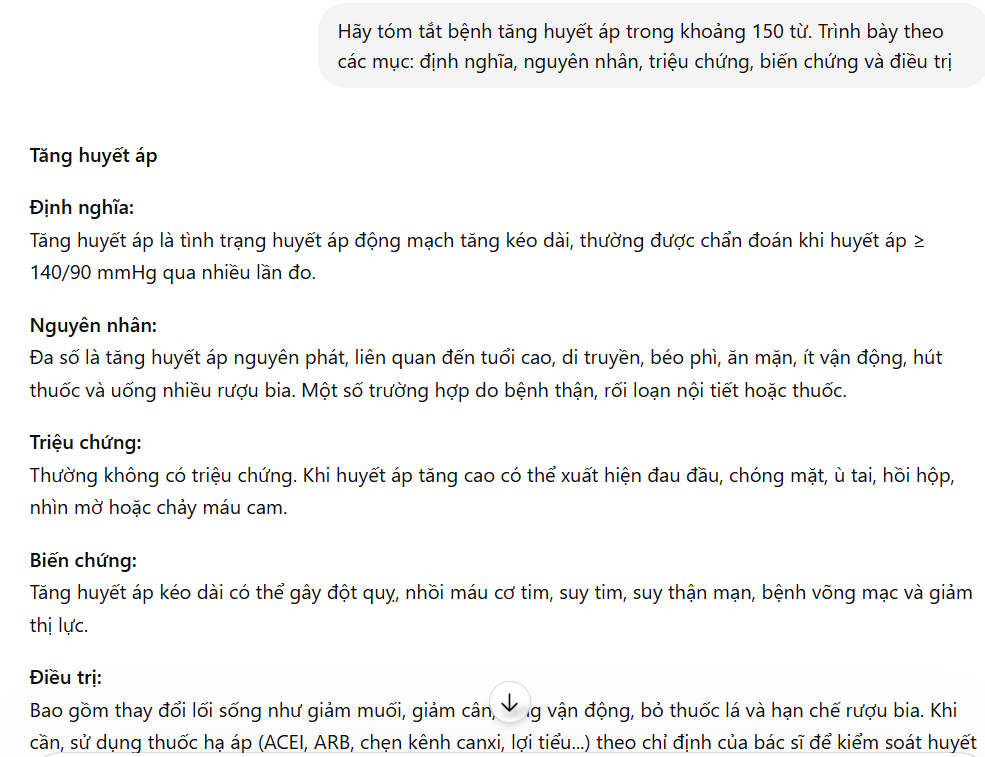 Hãy tóm tắt bệnh tăng huyết áp trong khoảng 150 từ. Trình bày theo
các mục: định nghĩa, nguyên nhân, triệu chứng, biến chứng và điều trị
Tăng huyết áp
Định nghĩa:
Tăng huyết áp là tình trạng huyết áp động mạch tăng kéo dài, thường được chẩn đoán khi huyết áp ≥
140/90 mmHg qua nhiều lần đo.
Nguyên nhân:
Đa số là tăng huyết áp nguyên phát, liên quan đến tuổi cao, di truyền, béo phì, ăn mặn, ít vận động, hút
thuốc và uống nhiều rượu bia. Một số trường hợp do bệnh thận, rối loạn nội tiết hoặc thuốc.
Triệu chứng:
Thường không có triệu chứng. Khi huyết áp tăng cao có thể xuất hiện đau đầu, chóng mặt, ù tai, hồi hộp,
nhìn mờ hoặc chảy máu cam.
Biến chứng:
Tăng huyết áp kéo dài có thể gây đột quỵ, nhồi máu cơ tim, suy tim, suy thận mạn, bệnh võng mạc và giảm
thị lực.
Điều trị:
Bao gồm thay đổi lối sống như giảm muối, giảm cân, vận động, bỏ thuốc lá và hạn chế rượu bia. Khi
cần, sử dụng thuốc hạ áp (ACEI, ARB, chẹn kênh canxi, lợi tiểu...) theo chỉ định của bác sĩ để kiểm soát huyết